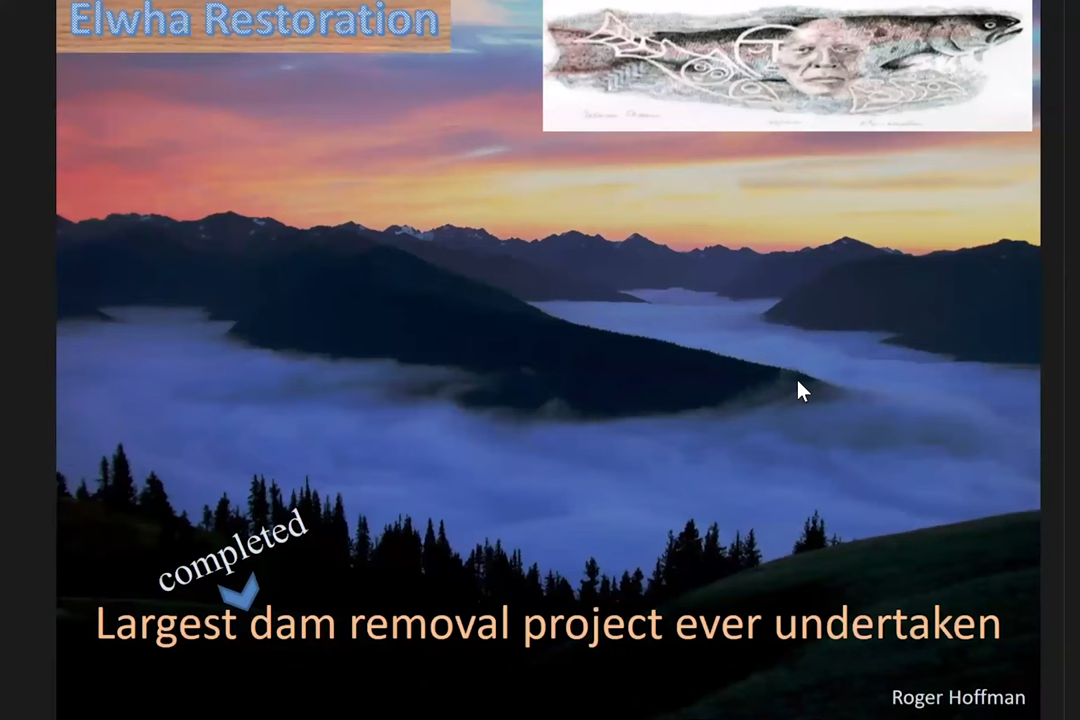 Elwha Restoration
completed
Largest dam removal project ever undertaken
Roger Hoffman